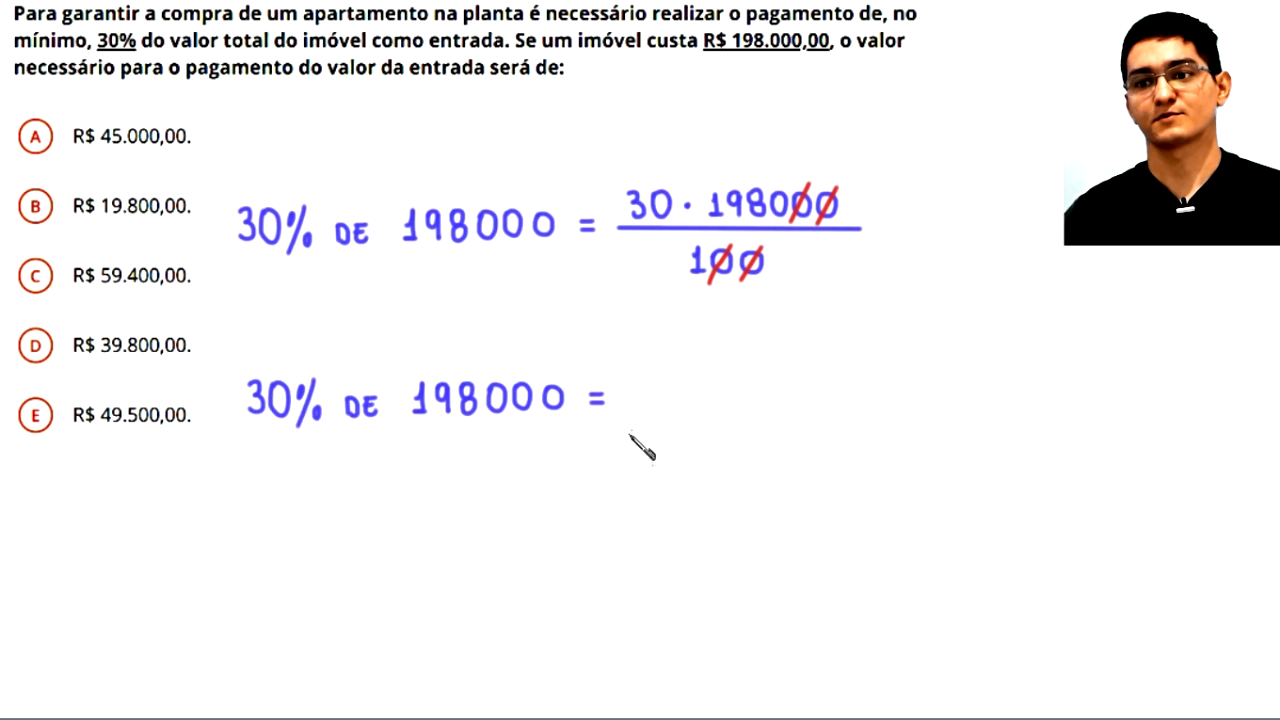 Para garantir a compra de um apartamento na planta é necessário realizar o pagamento de, no
mínimo, 30% do valor total do imóvel como entrada. Se um imóvel custa R$ 198.000,00, o valor
necessário para o pagamento do valor da entrada será de:
A R$ 45.000,00.
B R$ 19.800,00.
C R$ 59.400,00.
D R$ 39.800,00.
E R$ 49.500,00.
30% DE 198000 = 30 · 198000
100
30% DE 198000 =